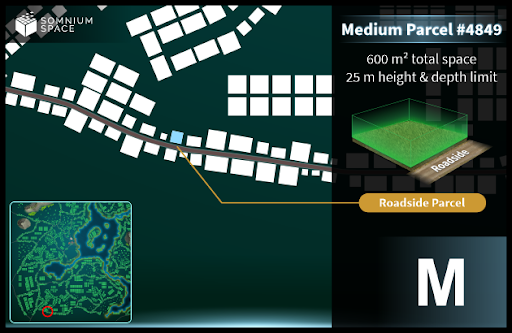 SOMNIUM
SPACE
Medium Parcel #4849
600 m² total space
25 m height & depth limit
Roadside
Roadside Parcel
M